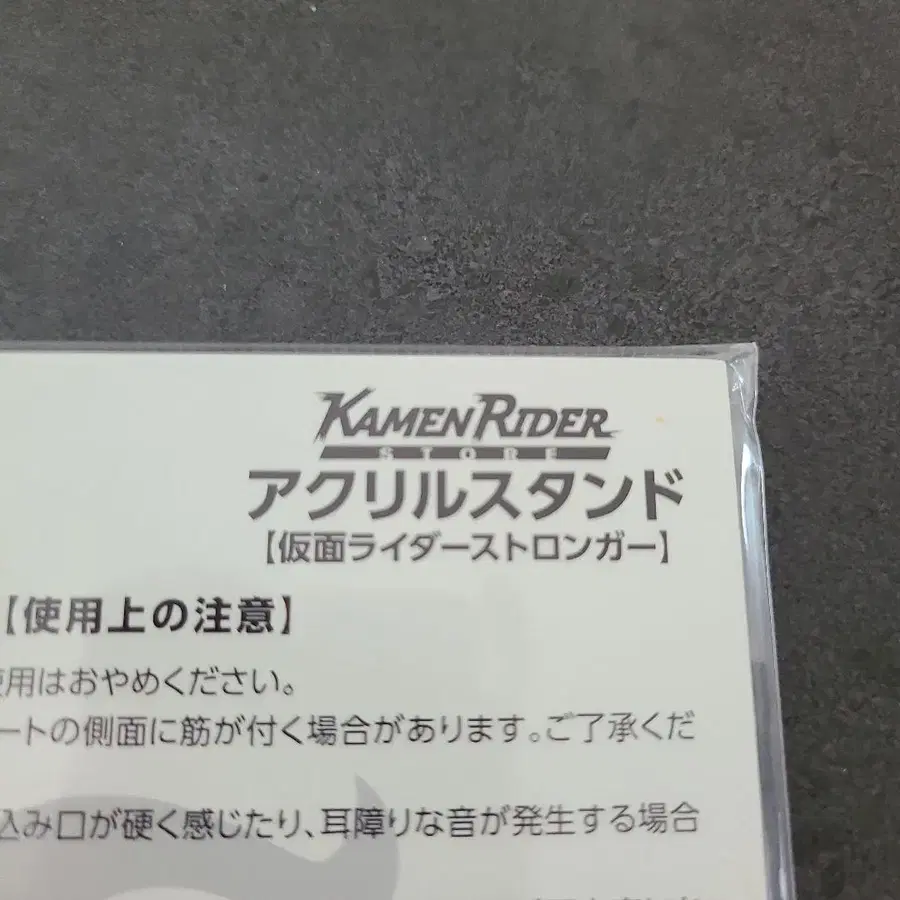 KAMEN RIDER
STORE
アクリルスタンド
【仮面ライダーストロンガー】
【使用上の注意】
使用はおやめください。
ートの側面に筋が付く場合があります。ご了承くだ
込み口が硬く感じたり、耳障りな音が発生する場合